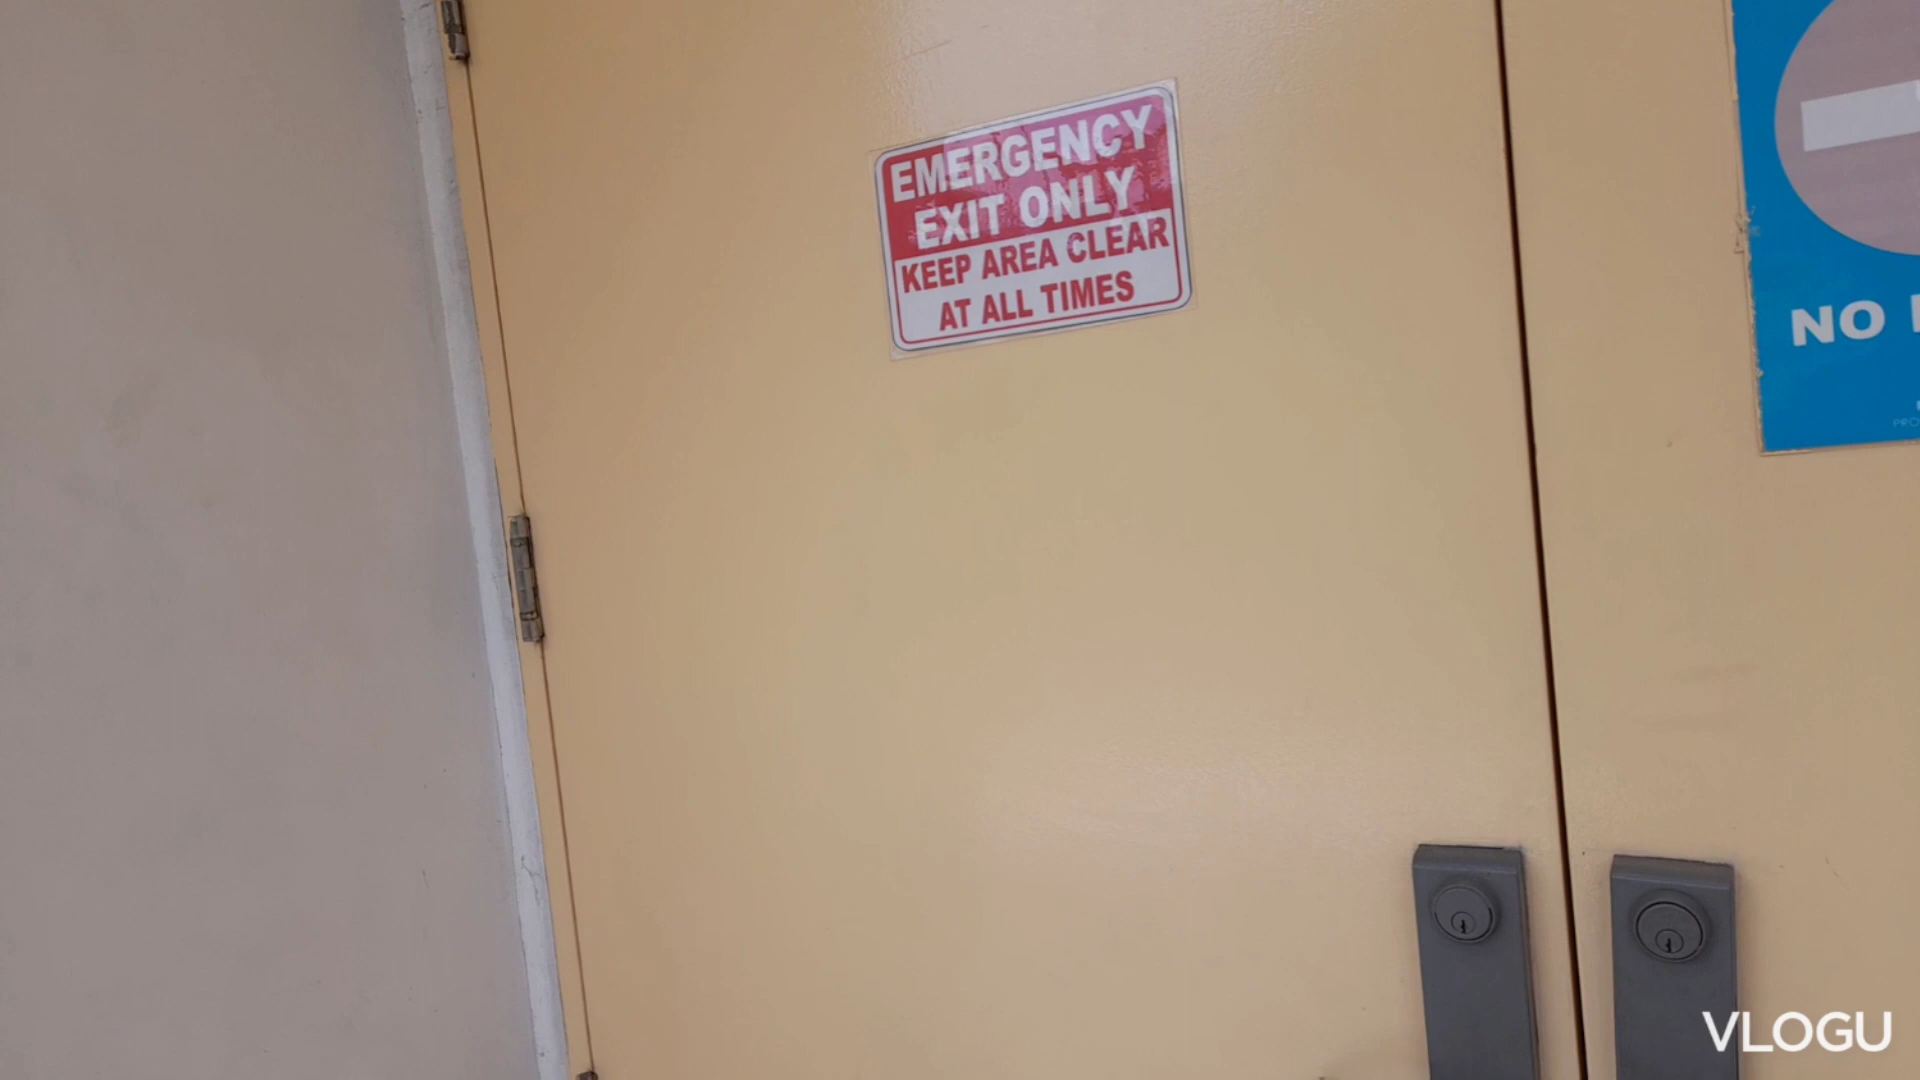 EMERGENCY
EXIT ONLY
KEEP AREA CLEAR
AT ALL TIMES
NO
VLOGU